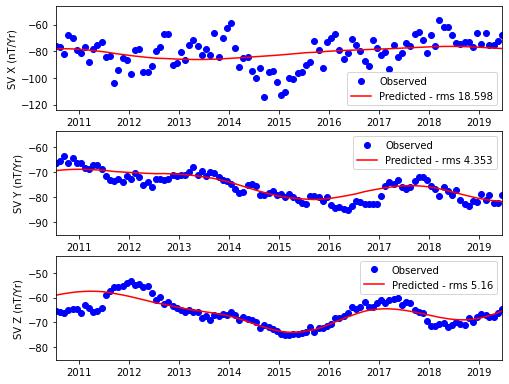 SV X (nT/Yr)
−60
−80
−100
−120
Observed
Predicted - rms 18.598
2011 2012 2013 2014 2015 2016 2017 2018 2019
SV Y (nT/Yr)
−60
−70
−80
−90
Observed
Predicted - rms 4.353
2011 2012 2013 2014 2015 2016 2017 2018 2019
SV Z (nT/Yr)
−50
−60
−70
−80
Observed
Predicted - rms 5.16
2011 2012 2013 2014 2015 2016 2017 2018 2019